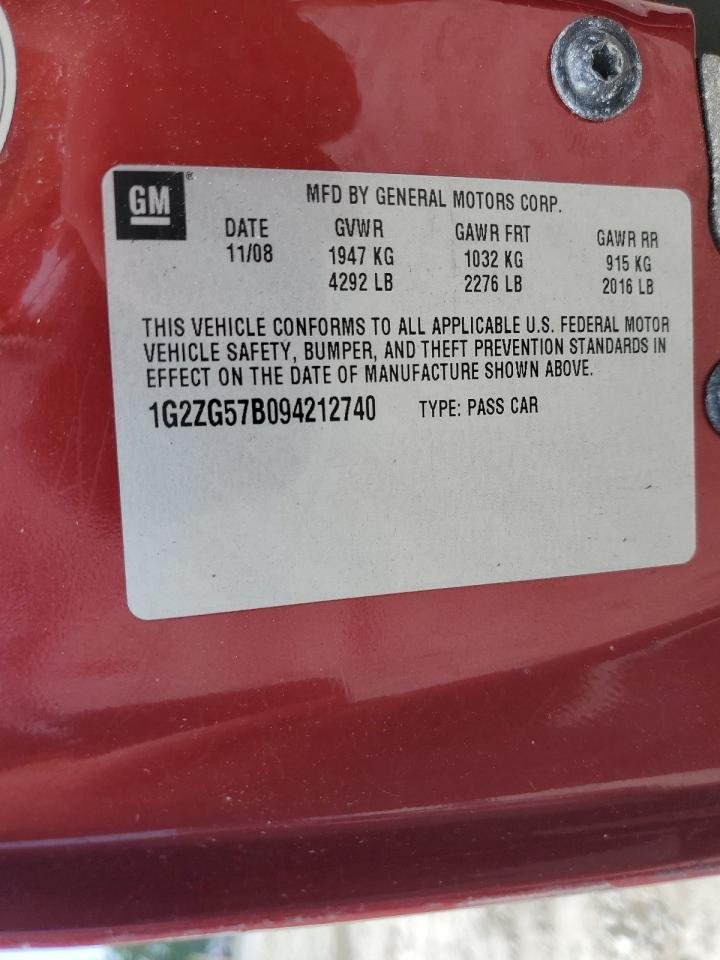 GM® MFD BY GENERAL MOTORS CORP.
DATE GVWR GAWR FRT GAWR RR
11/08 1947 KG 1032 KG 915 KG
4292 LB 2276 LB 2016 LB
THIS VEHICLE CONFORMS TO ALL APPLICABLE U.S. FEDERAL MOTOR
VEHICLE SAFETY, BUMPER, AND THEFT PREVENTION STANDARDS IN
EFFECT ON THE DATE OF MANUFACTURE SHOWN ABOVE.
1G2ZG57B094212740 TYPE: PASS CAR